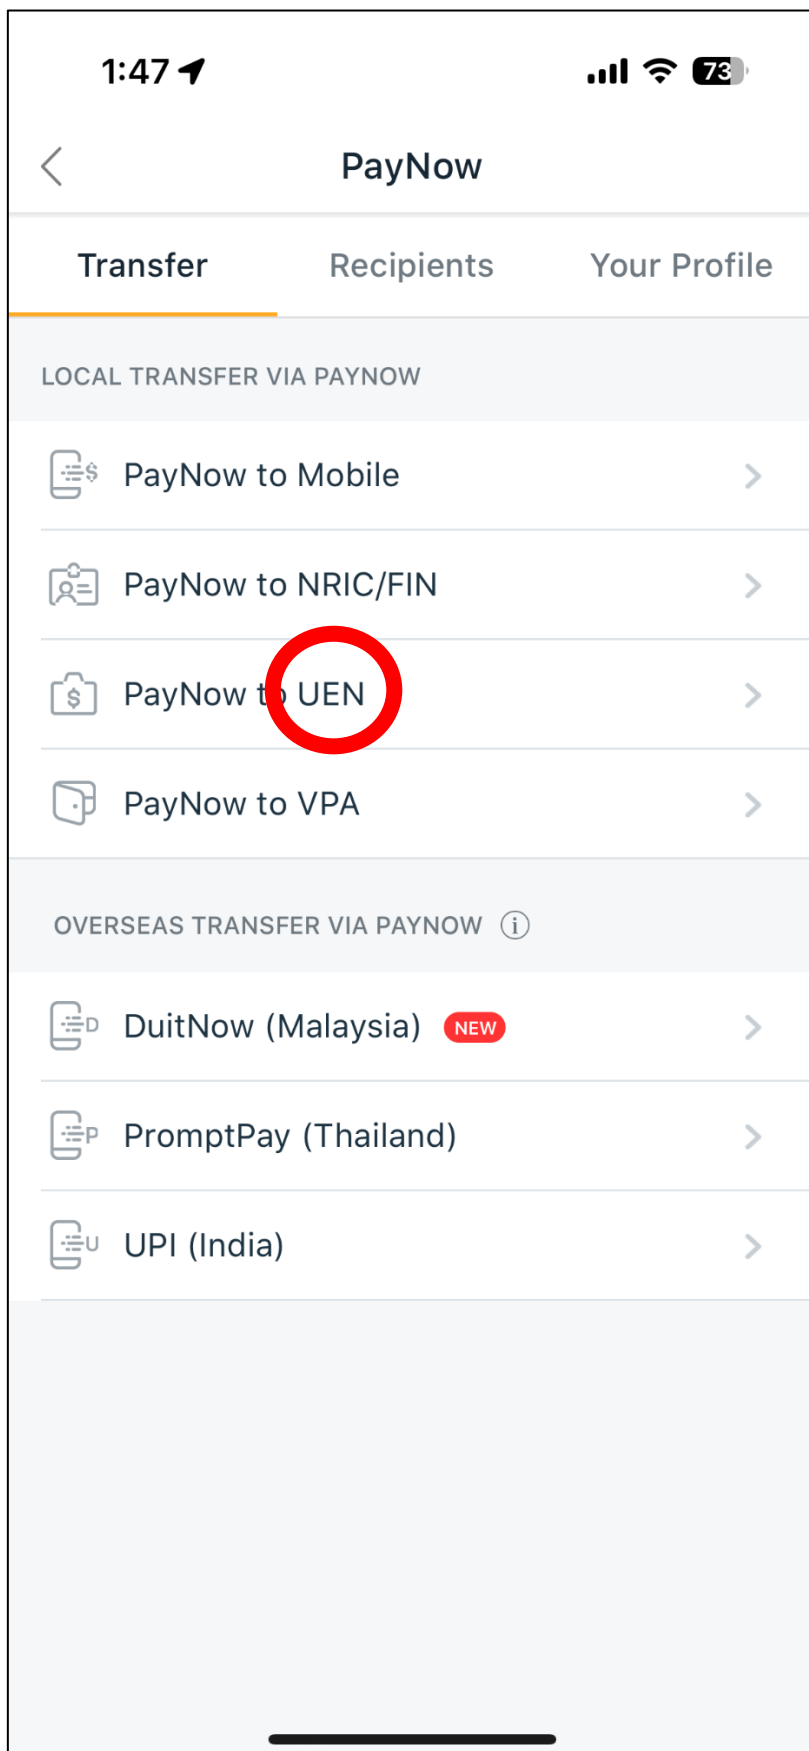 1:47
73
PayNow
Transfer
Recipients
Your Profile
LOCAL TRANSFER VIA PAYNOW
$ PayNow to Mobile
PayNow to NRIC/FIN
$ PayNow to UEN
PayNow to VPA
OVERSEAS TRANSFER VIA PAYNOW i
D DuitNow (Malaysia) NEW
P PromptPay (Thailand)
U UPI (India)